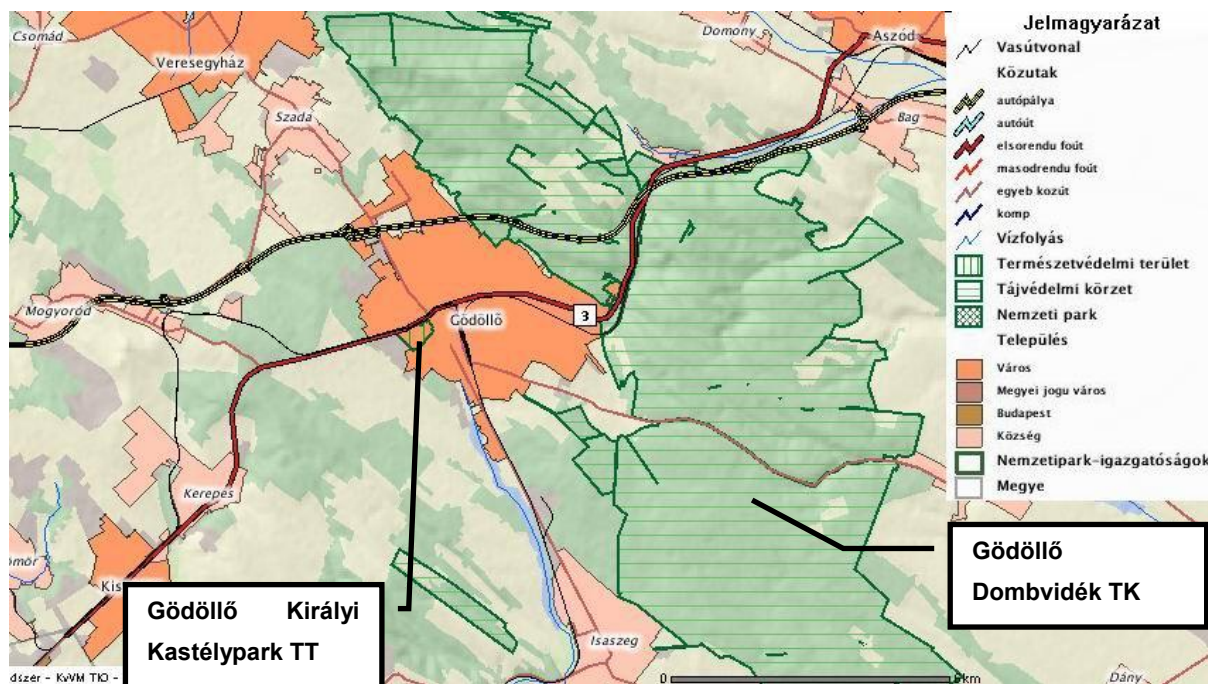 Csomád
Veresegyház
Szada
Domony
Aszód
Bag
Mogyoród
Gödöllő
3
Kerepes
Kis
Isaszeg
Dány
dszer - KvVM TIO -
0
km
Jelmagyarázat
Vasútvonal
Közutak
autópálya
autóút
elsorendu foút
masodrendu foút
egyeb kozút
komp
Vízfolyás
Természetvédelmi terület
Tájvédelmi körzet
Nemzeti park
Település
Város
Megyei jogu város
Budapest
Község
Nemzetipark-igazgatóságok
Megye
Gödöllő Királyi
Kastélypark TT
Gödöllő
Dombvidék TK